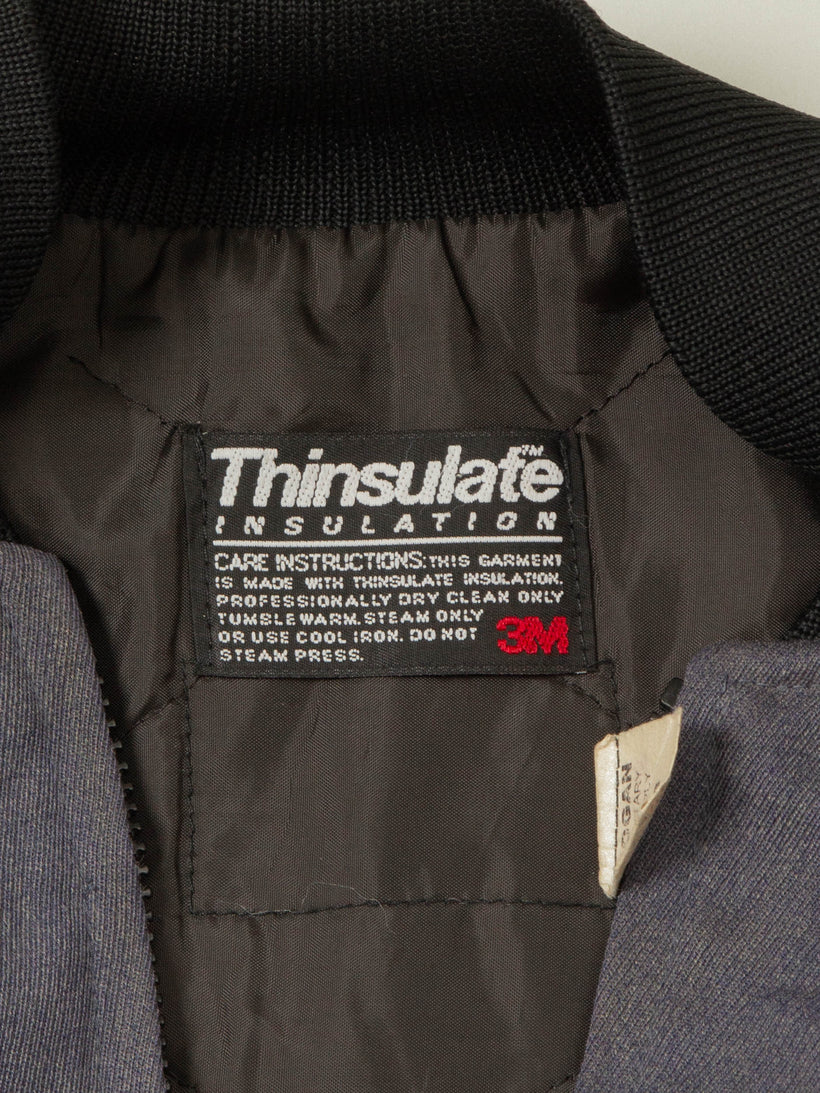 Thinsulate™
INSULATION
CARE INSTRUCTIONS: THIS GARMENT
IS MADE WITH THINSULATE INSULATION.
PROFESSIONALLY DRY CLEAN ONLY
TUMBLE WARM. STEAM ONLY
OR USE COOL IRON. DO NOT
STEAM PRESS.
3M